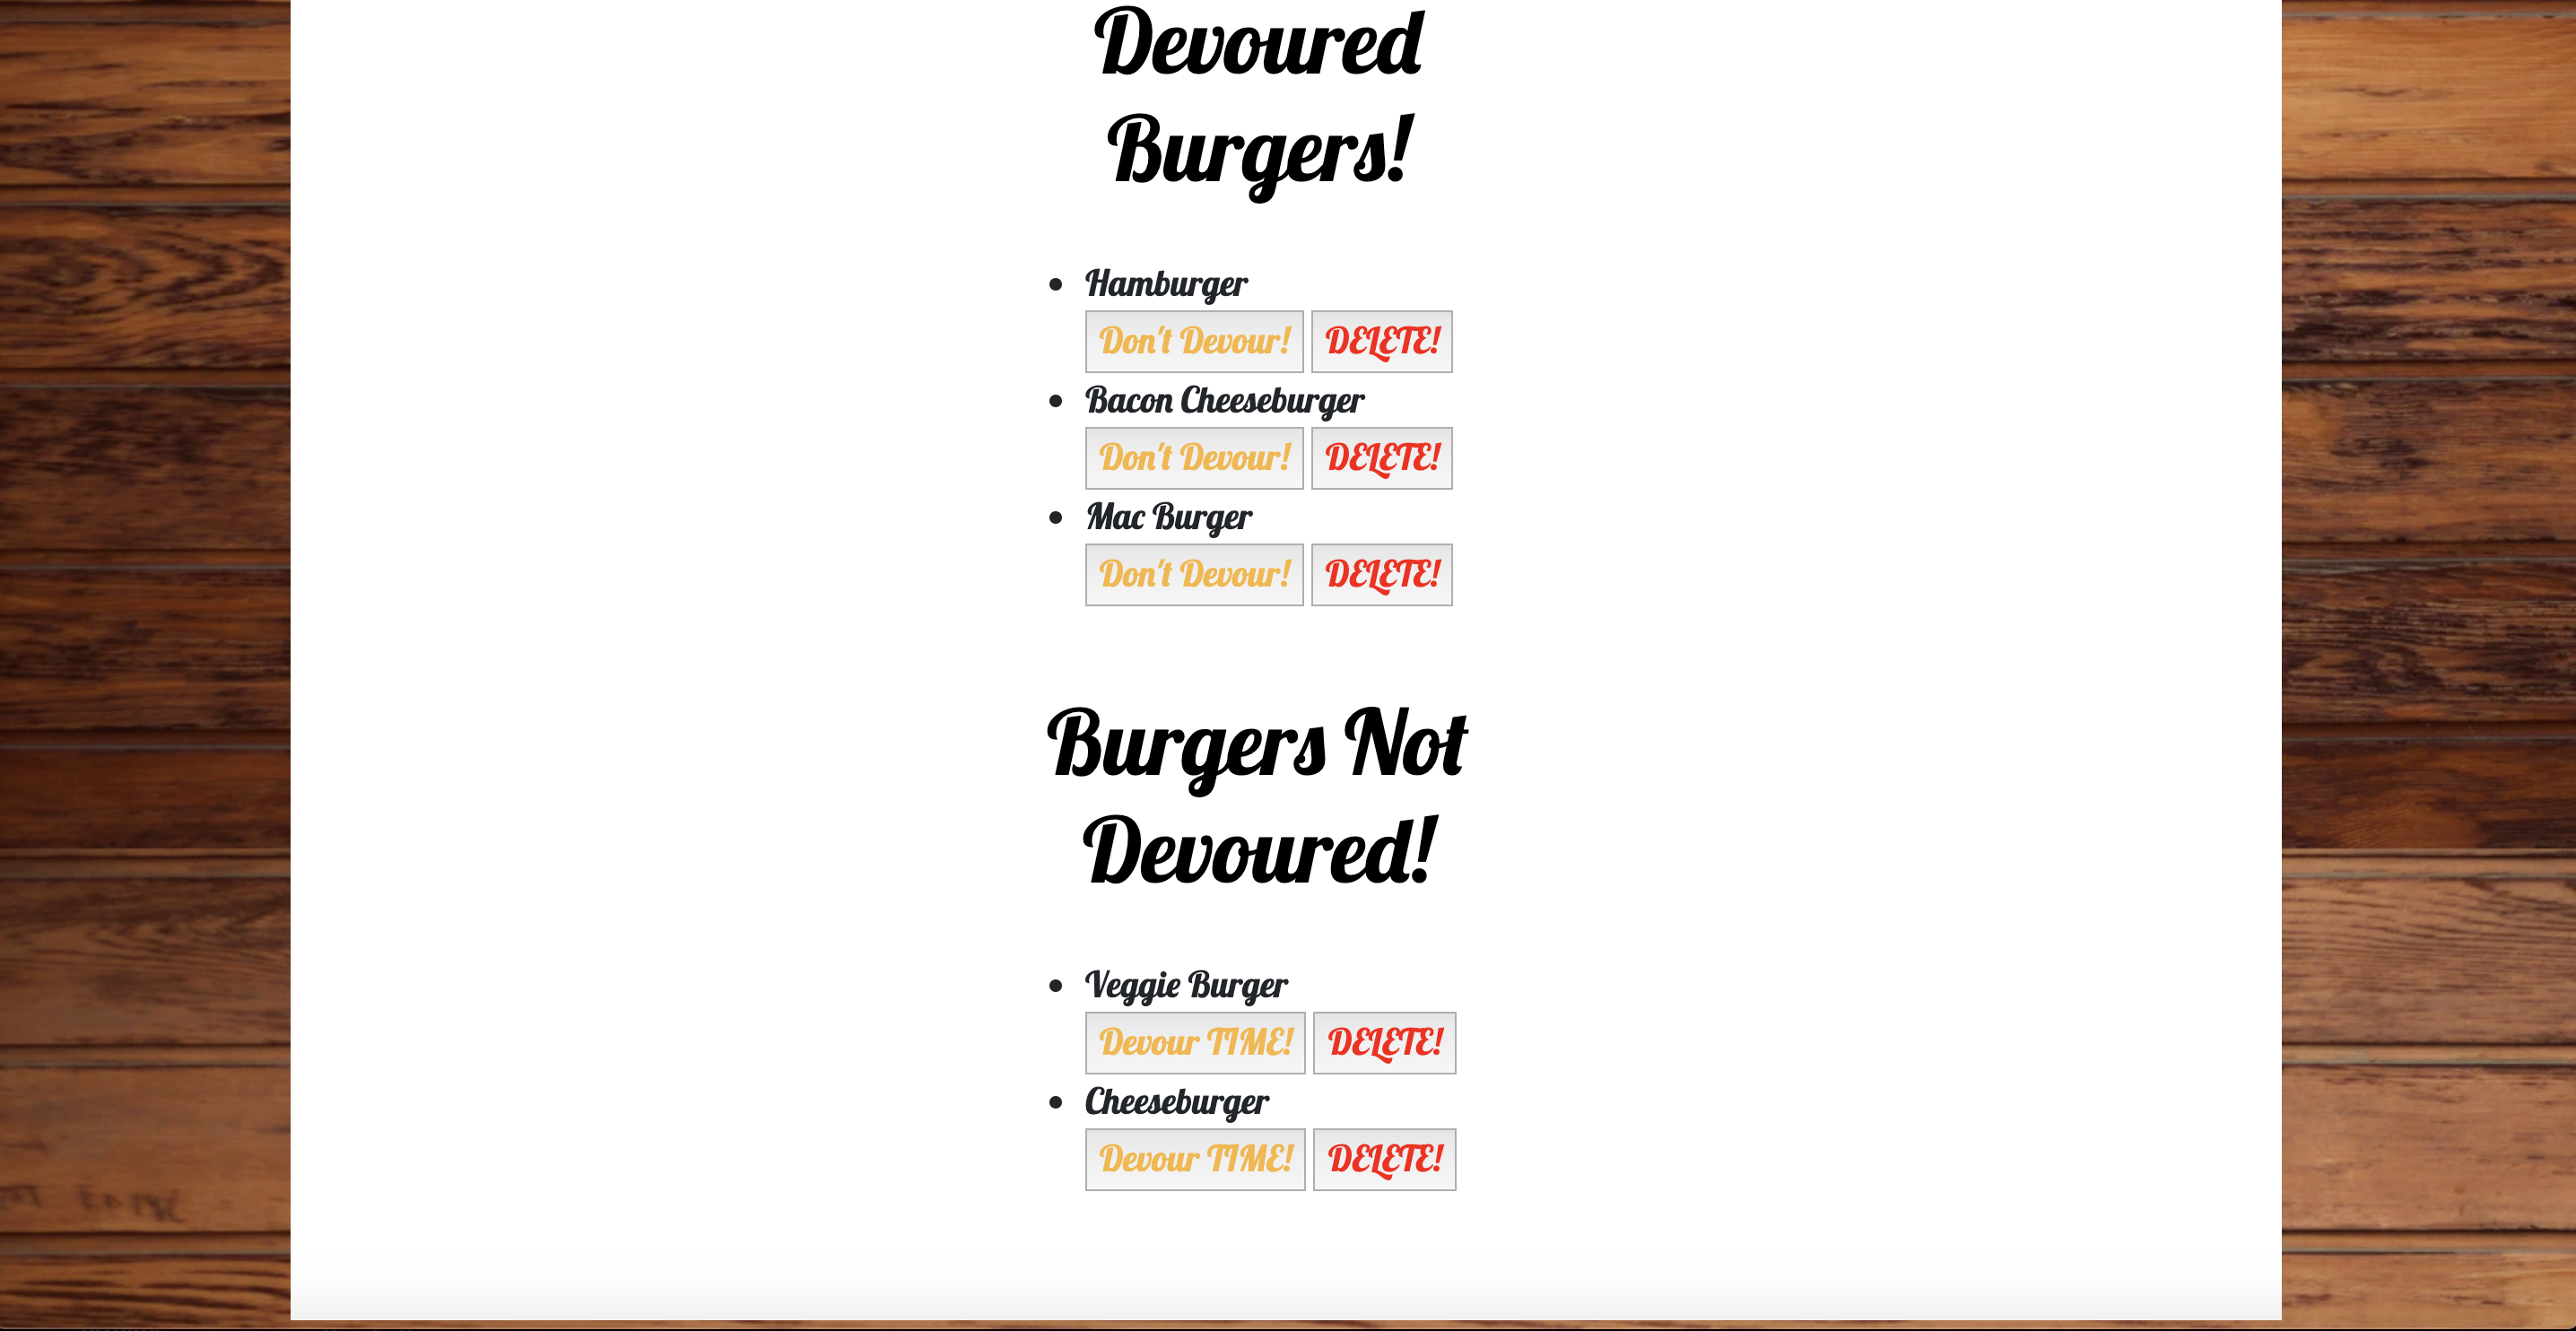 Devoured
Burgers!
Hamburger
Don't Devour! DELETE!
Bacon Cheeseburger
Don't Devour! DELETE!
Mac Burger
Don't Devour! DELETE!
Burgers Not
Devoured!
Veggie Burger
Devour TIME! DELETE!
Cheeseburger
Devour TIME! DELETE!